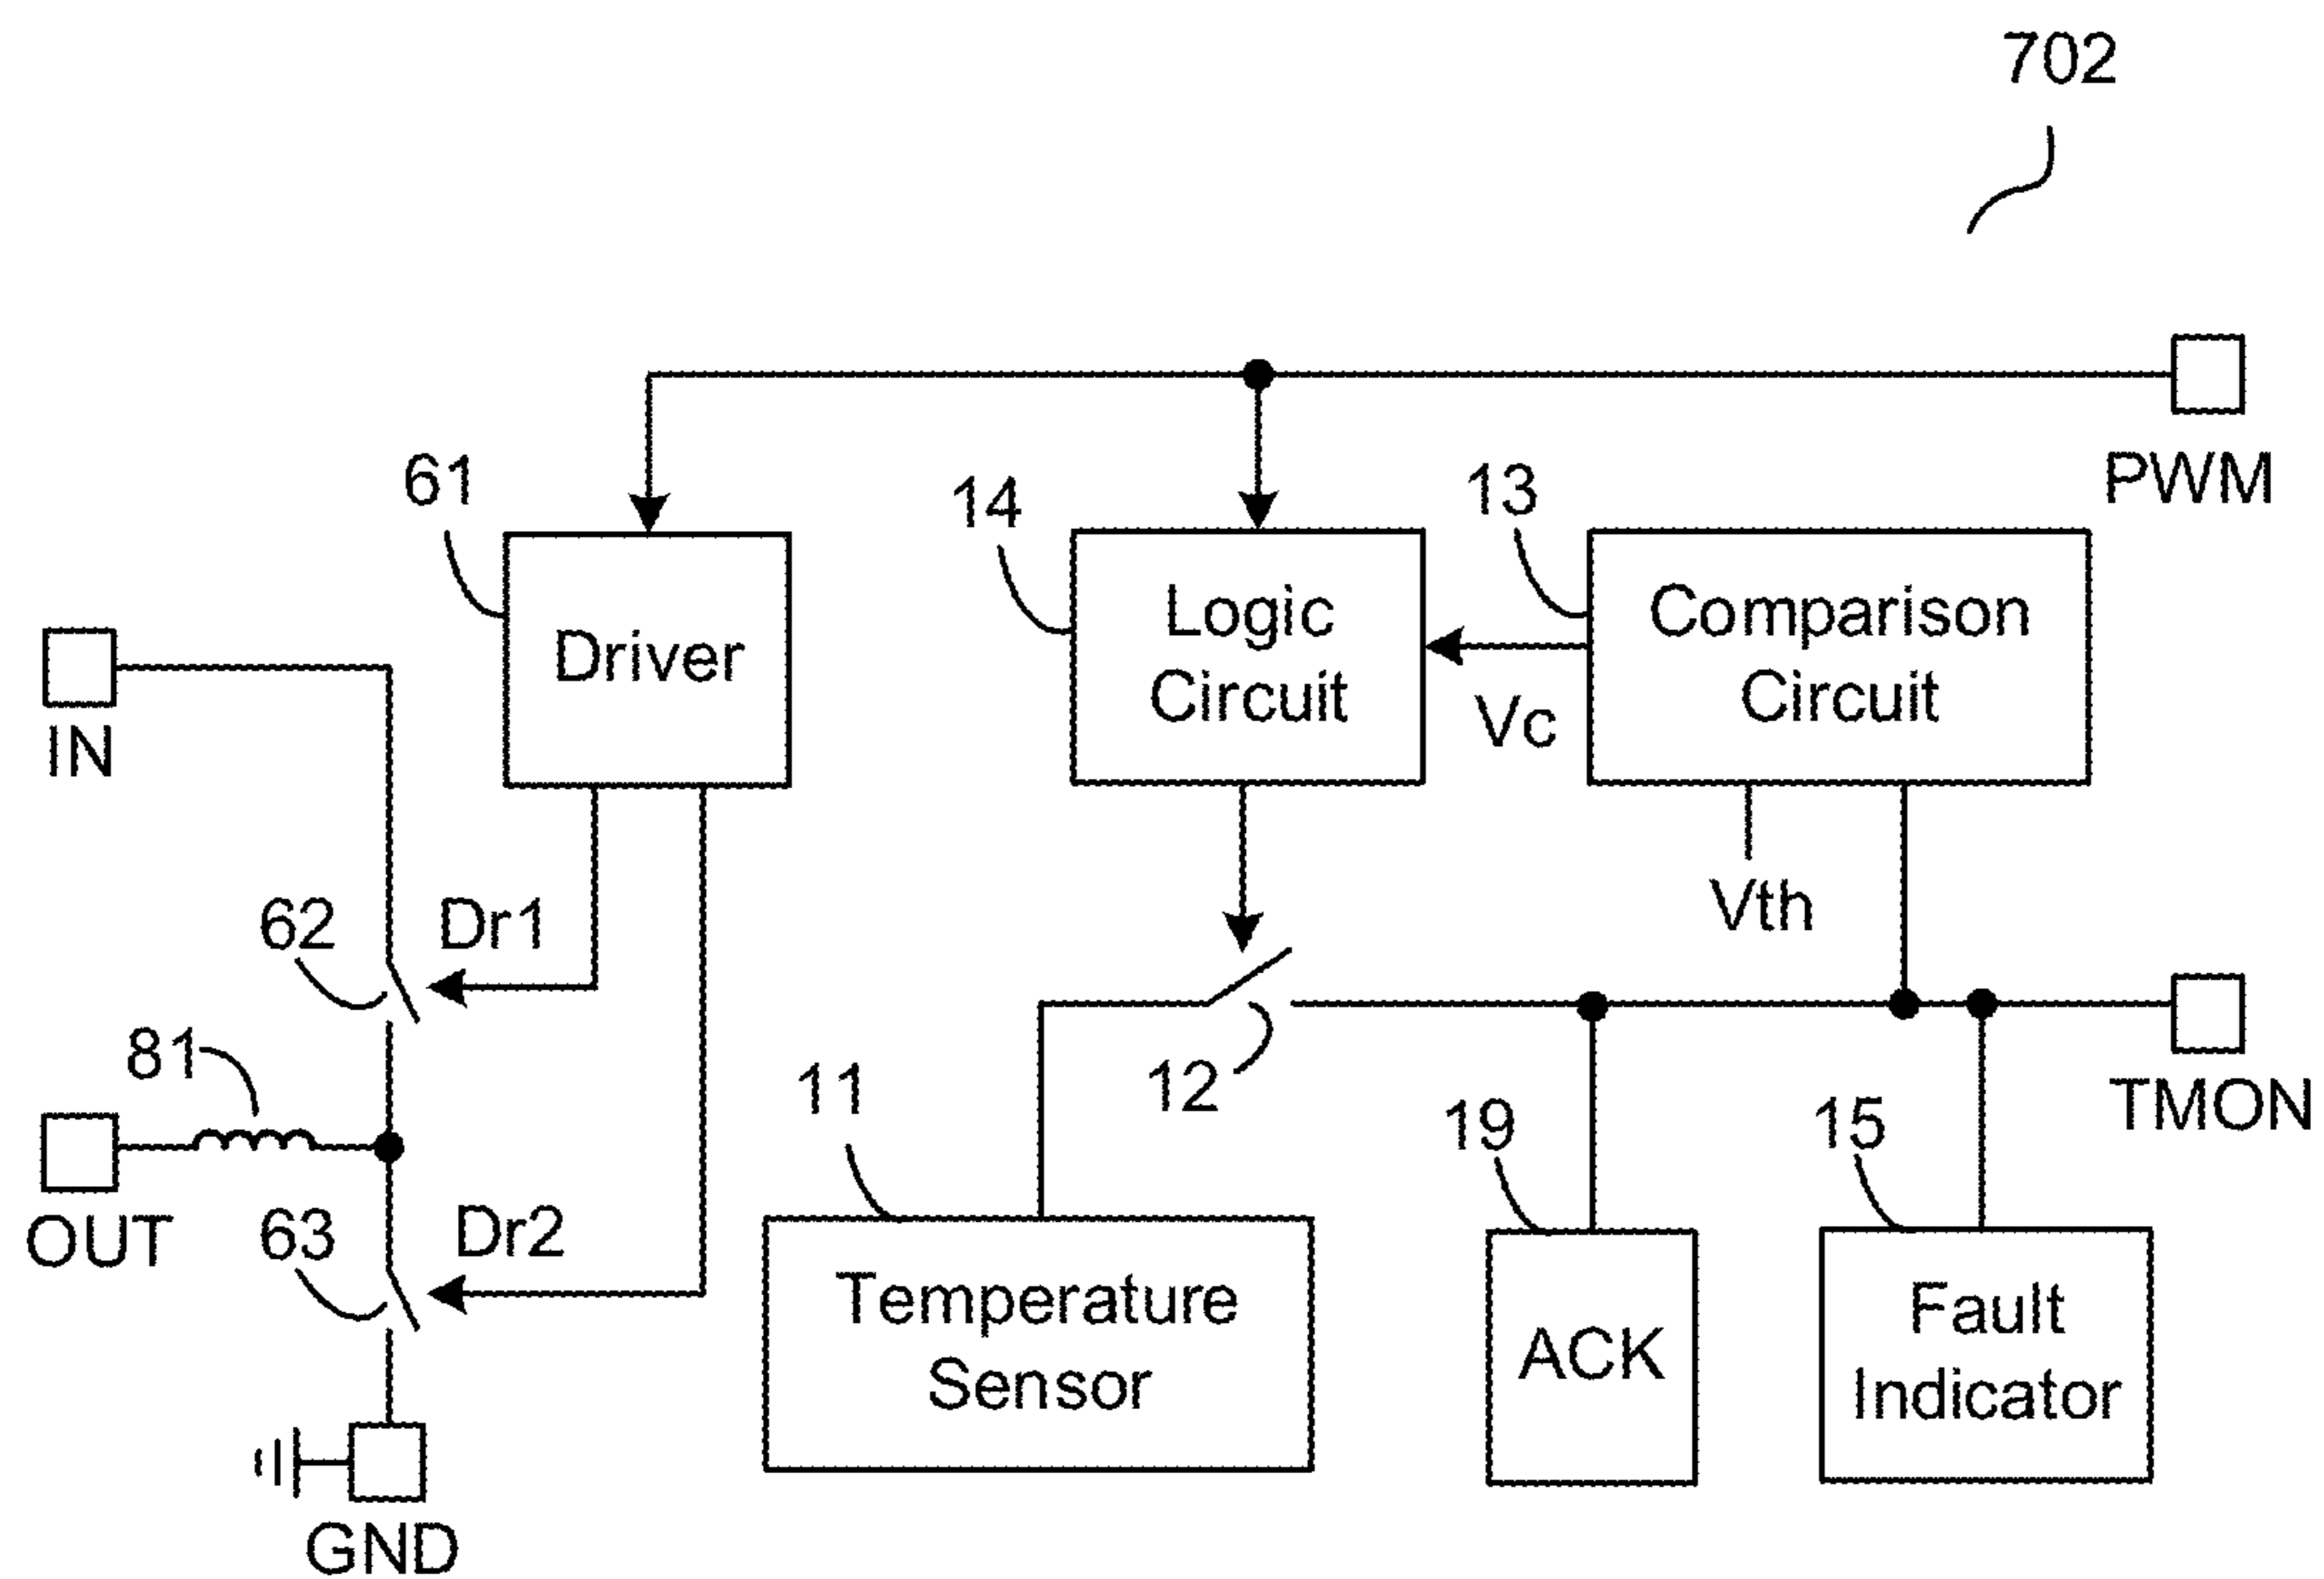 702
PWM
61
14
13
Driver
Logic
Circuit
Comparison
Circuit
IN
Vc
62
Dr1
Vth
81
11
12
19
15
TMON
OUT
63
Dr2
Temperature
Sensor
ACK
Fault
Indicator
GND